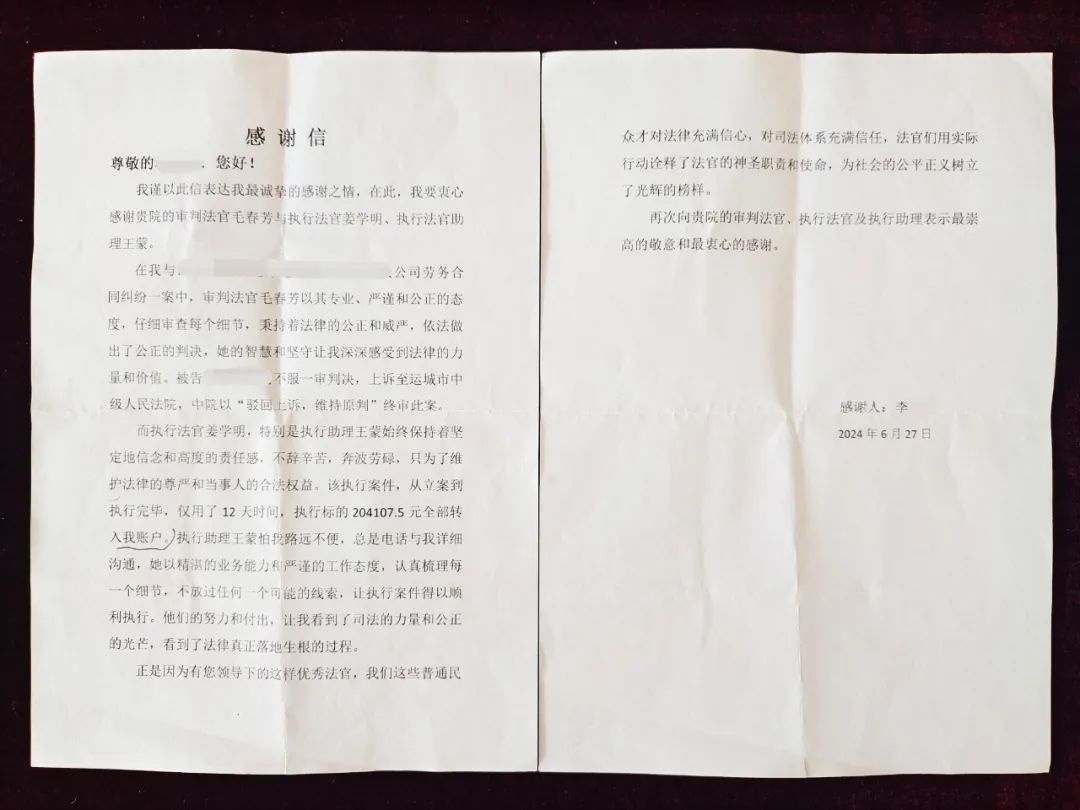 感谢信
尊敬的 您好！
我谨以此信表达我最诚挚的感谢之情，在此，我要衷心
感谢贵院的审判法官毛春芳与执行法官姜学明、执行法官助
理王蒙。
在我与 公司劳务合
同纠纷一案中，审判法官毛春芳以其专业、严谨和公正的态
度，仔细审查每个细节，秉持着法律的公正和威严，依法做
出了公正的判决，她的智慧和坚守让我深深感受到法律的力
量和价值。被告 ，不服一审判决，上诉至运城市中
级人民法院，中院以“驳回上诉，维持原判”终审此案。
而执行法官姜学明，特别是执行助理王蒙始终保持着坚
定地信念和高度的责任感，不辞辛苦，奔波劳碌，只为了维
护法律的尊严和当事人的合法权益。该执行案件，从立案到
执行完毕，仅用了 12 天时间，执行标的 204107.5 元全部转
入我账户。执行助理王蒙怕我路远不便，总是电话与我详细
沟通，她以精湛的业务能力和严谨的工作态度，认真梳理每
一个细节，不放过任何一个可能的线索，让执行案件得以顺
利执行。他们的努力和付出，让我看到了司法的力量和公正
的光芒，看到了法律真正落地生根的过程。
正是因为有您领导下的这样优秀法官，我们这些普通民
众才对法律充满信心，对司法体系充满信任，法官们用实际
行动诠释了法官的神圣职责和使命，为社会的公平正义树立
了光辉的榜样。
再次向贵院的审判法官、执行法官及执行助理表示最崇
高的敬意和最衷心的感谢。
感谢人：李
2024 年 6 月 27 日